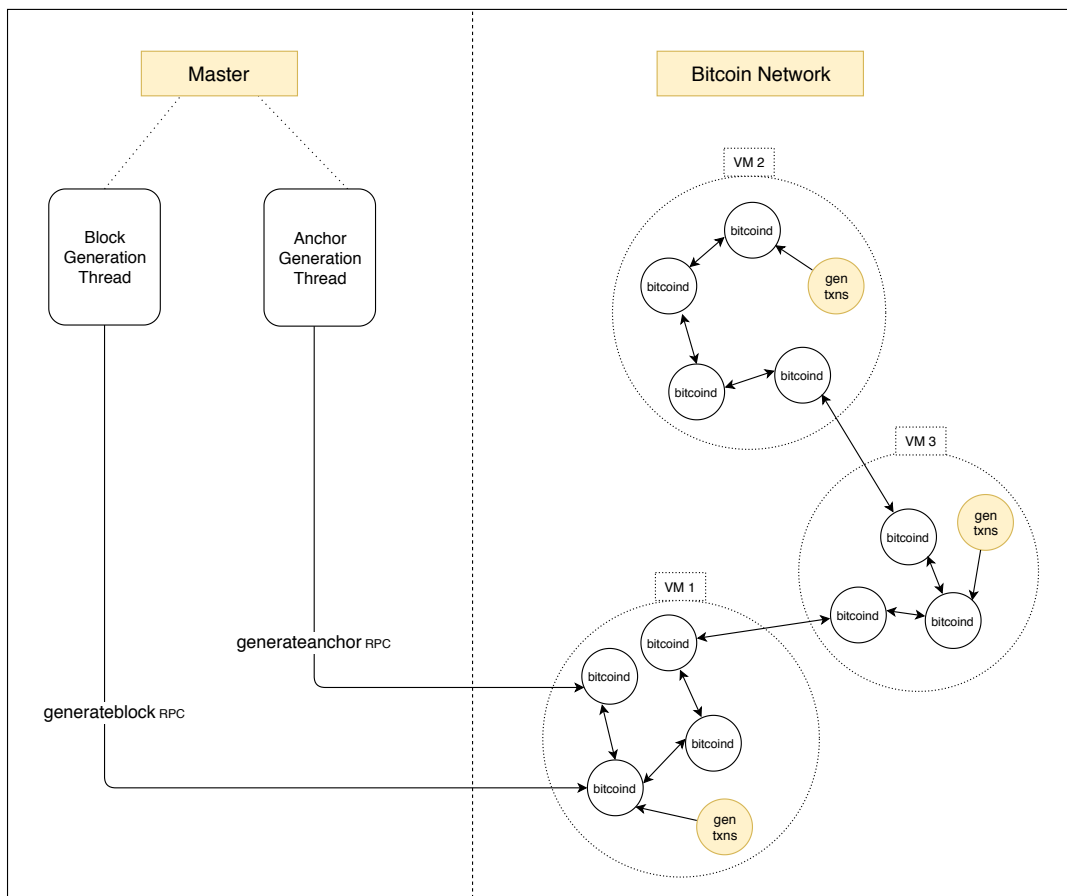 Master
Bitcoin Network
Block
Generation
Thread
Anchor
Generation
Thread
generateanchor RPC
generateblock RPC
VM 2
bitcoind
bitcoind
gen
txns
bitcoind
bitcoind
VM 3
gen
txns
bitcoind
bitcoind
bitcoind
VM 1
bitcoind
bitcoind
bitcoind
bitcoind
gen
txns